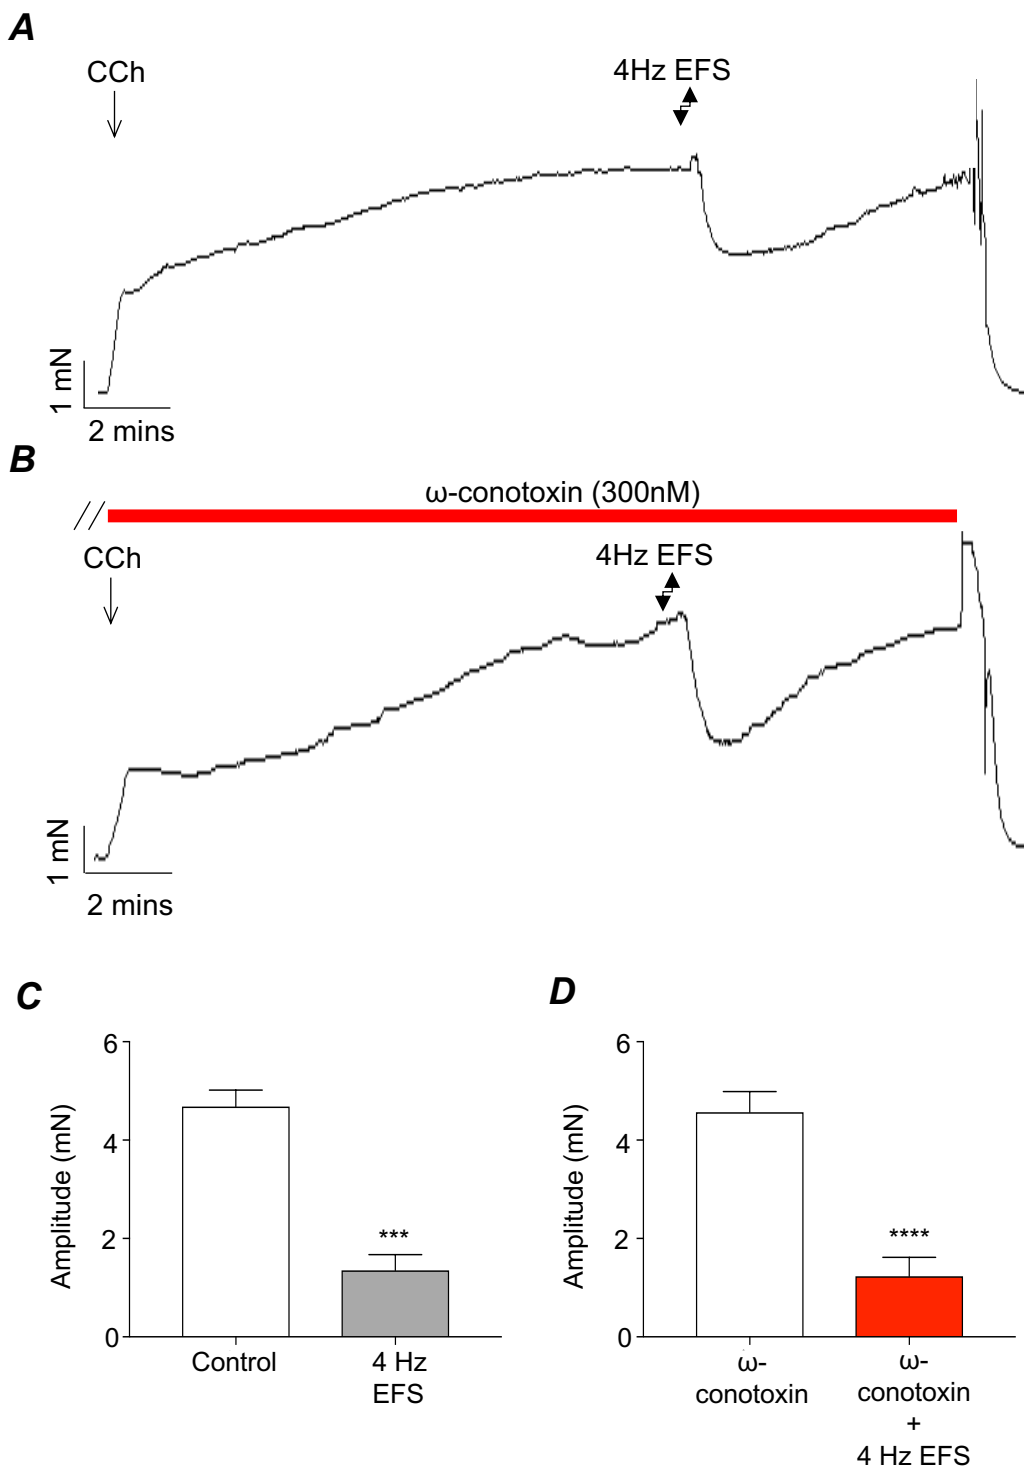 A
CCh
4Hz EFS
1 mN
2 mins
B
ω-conotoxin (300nM)
CCh
4Hz EFS
1 mN
2 mins
C
D
6
4
2
0
Amplitude (mN)
***
Control
4 Hz
EFS
6
4
2
0
Amplitude (mN)
****
ω-
conotoxin
ω-
conotoxin
+
4 Hz EFS